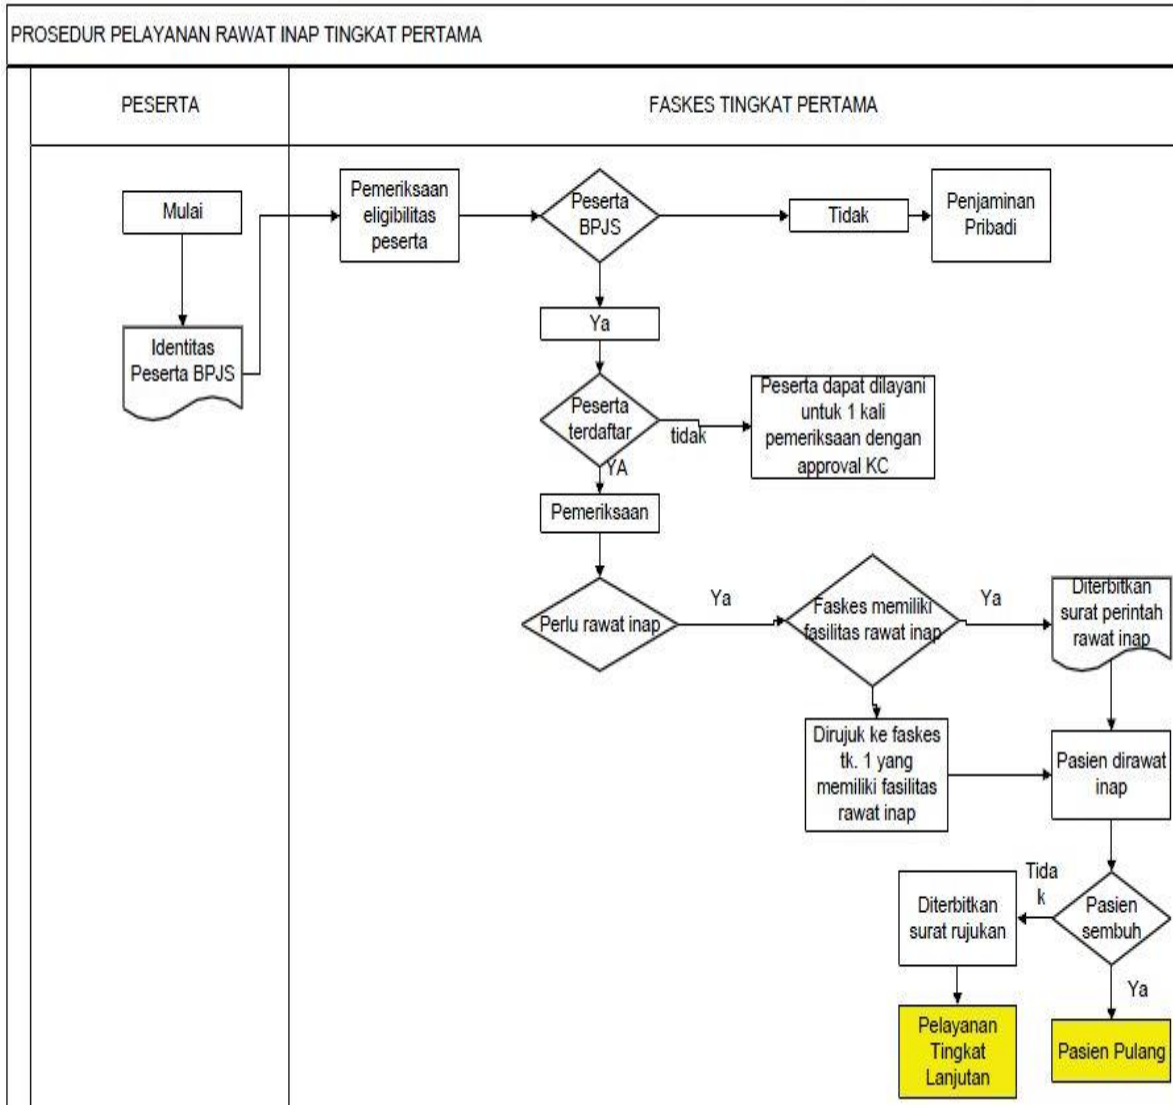 PROSEDUR PELAYANAN RAWAT INAP TINGKAT PERTAMA
PESERTA
FASKES TINGKAT PERTAMA
Mulai
Identitas
Peserta BPJS
Pemeriksaan
eligibilitas
peserta
Peserta
BPJS
Tidak
Penjaminan
Pribadi
Ya
Peserta
terdaftar
tidak
Peserta dapat dilayani
untuk 1 kali
pemeriksaan dengan
approval KC
YA
Pemeriksaan
Perlu rawat inap
Ya
Faskes memiliki
fasilitas rawat inap
Ya
Diterbitkan
surat perintah
rawat inap
Dirujuk ke faskes
tk. 1 yang
memiliki fasilitas
rawat inap
Pasien dirawat
inap
Pasien
sembuh
Tida
k
Diterbitkan
surat rujukan
Ya
Pelayanan
Tingkat
Lanjutan
Pasien Pulang